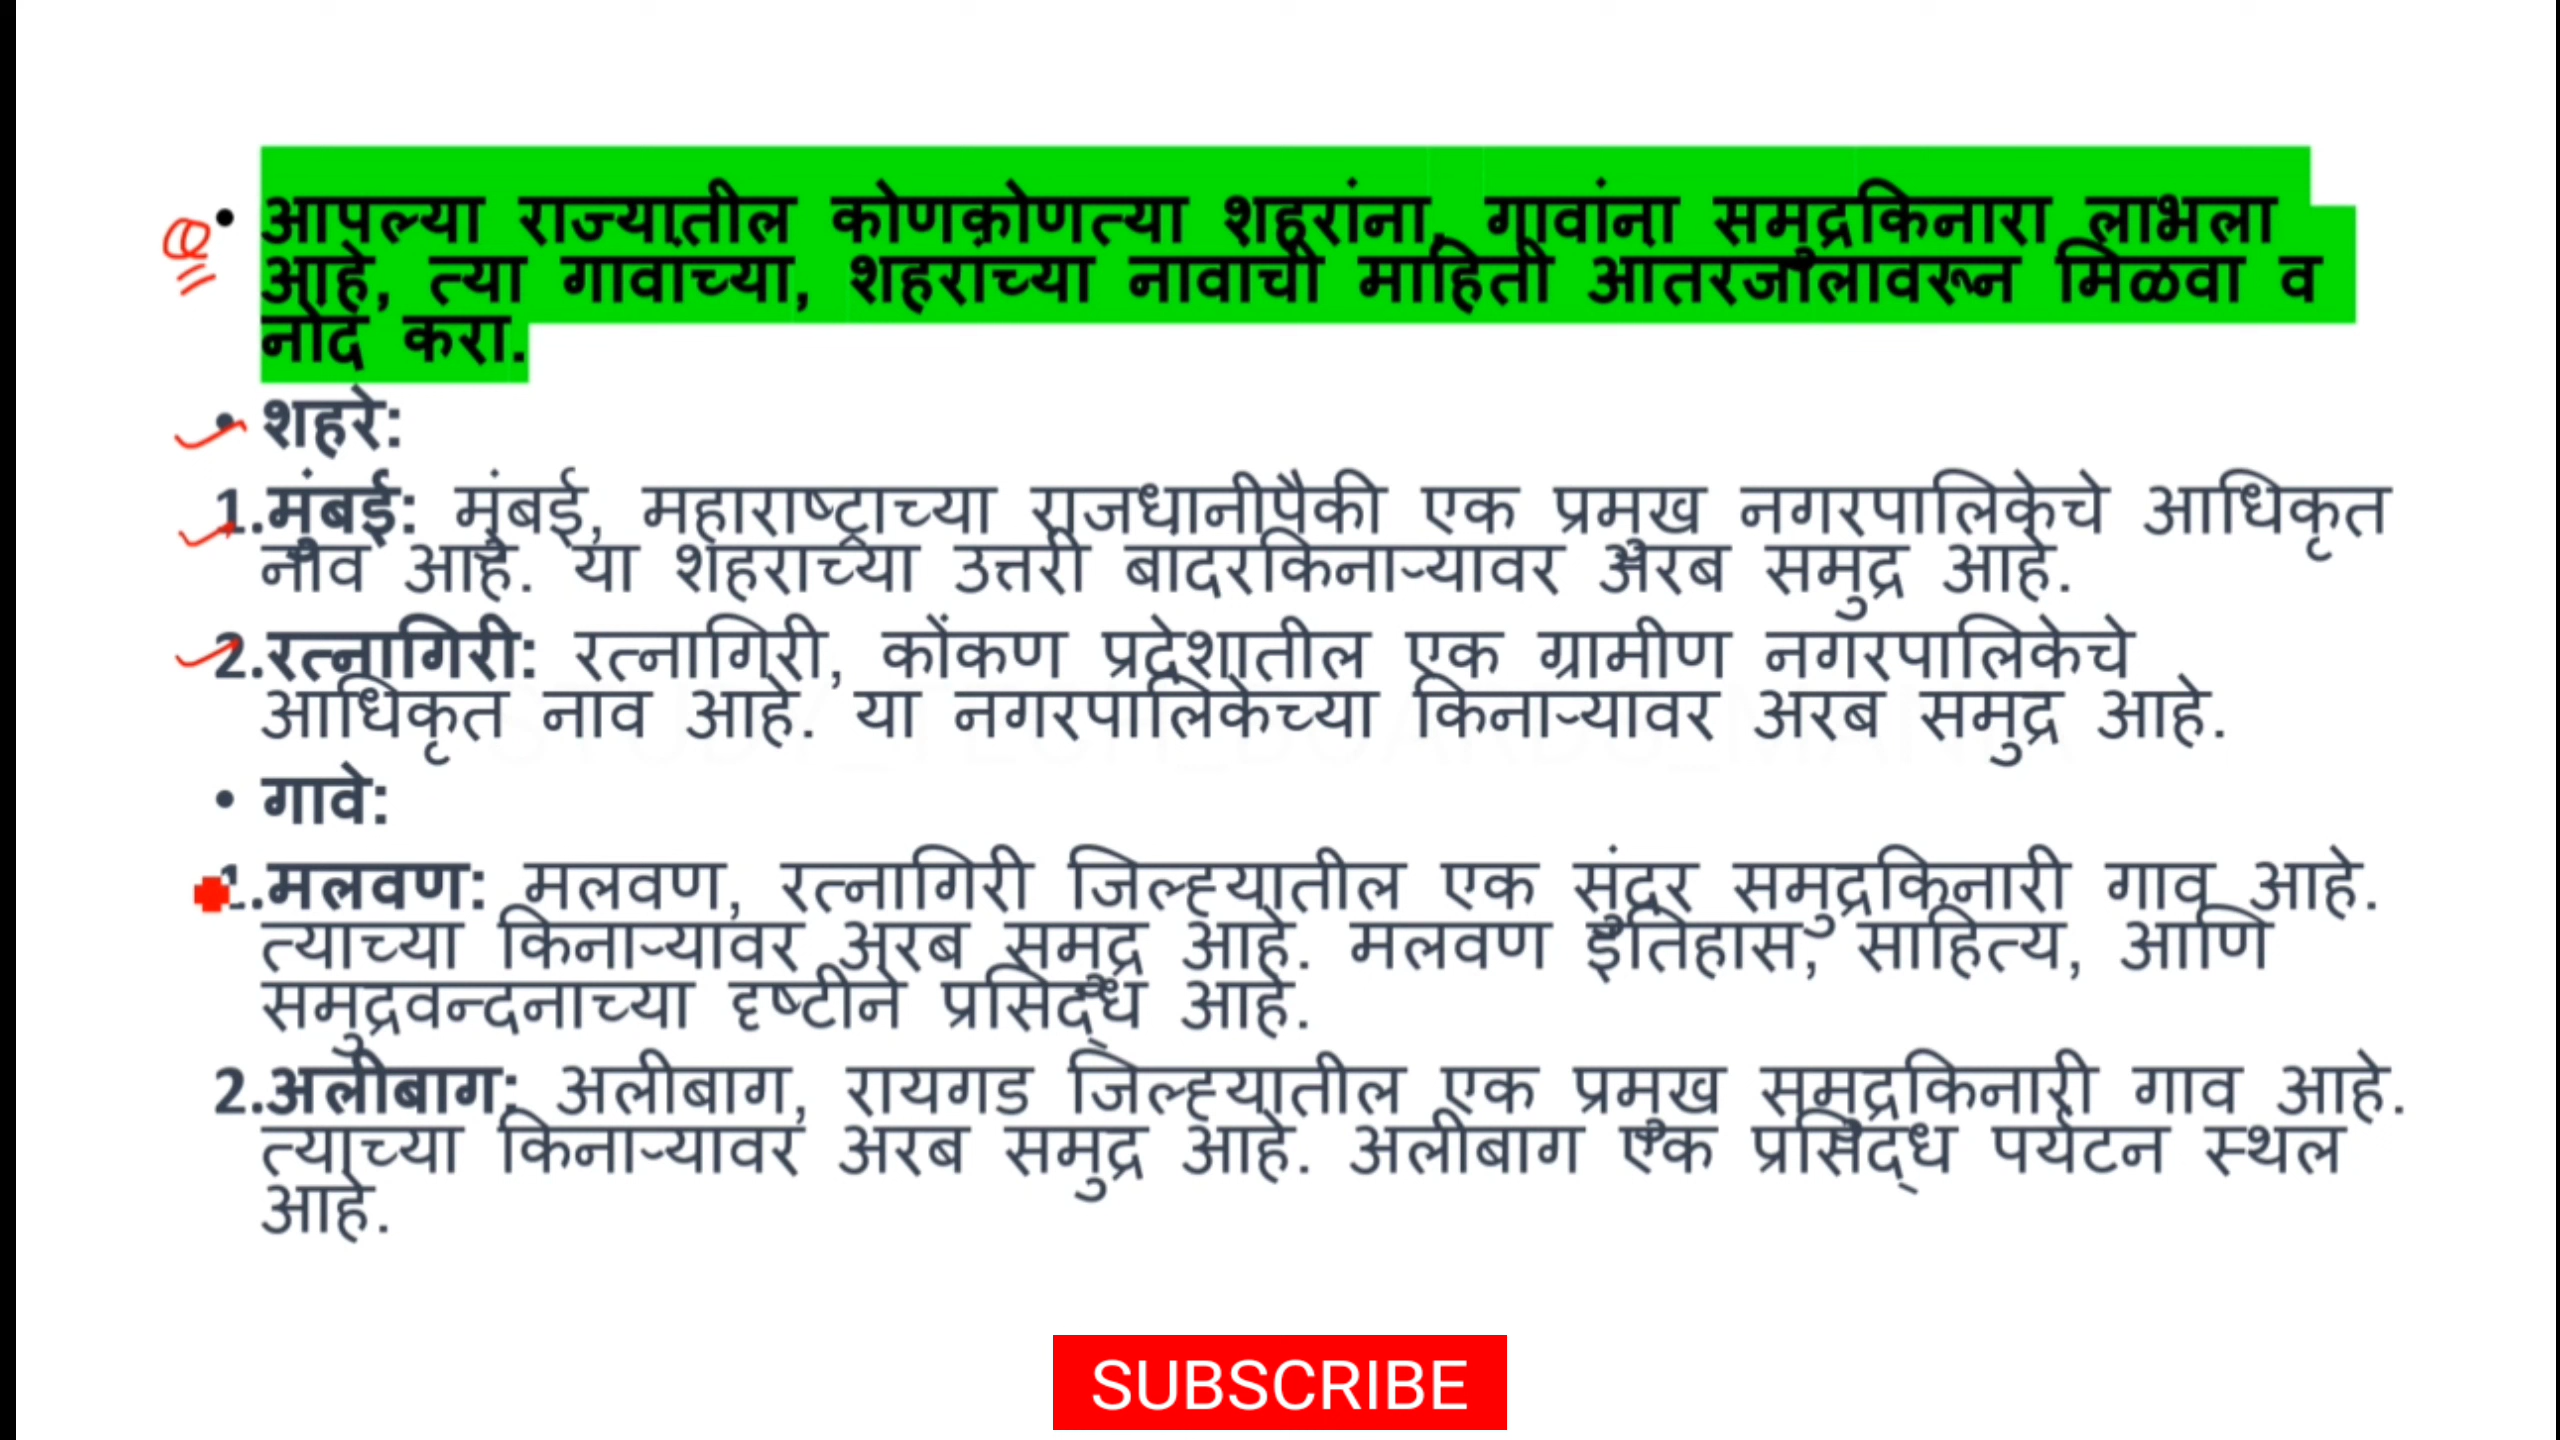 • आपल्या राज्यातील कोणकोणत्या शहरांना, गावांना समुद्रकिनारा लाभला
आहे, त्या गावाच्या, शहराच्या नावाची माहिती आंतरजालावरून मिळवा व
नोंद करा.
• शहरे:
1.मुंबई: मुंबई, महाराष्ट्राच्या राजधानीपैकी एक प्रमुख नगरपालिकेचे आधिकृत
नाव आहे. या शहराच्या उत्तरी बांदरकिनाऱ्यावर अरब समुद्र आहे.
2.रत्नागिरी: रत्नागिरी, कोंकण प्रदेशातील एक ग्रामीण नगरपालिकेचे
आधिकृत नाव आहे. या नगरपालिकेच्या किनाऱ्यावर अरब समुद्र आहे.
• गावे:
1.मलवण: मलवण, रत्नागिरी जिल्ह्यातील एक सुंदर समुद्रकिनारी गाव आहे.
त्याच्या किनाऱ्यावर अरब समुद्र आहे. मलवण इतिहास, साहित्य, आणि
समुद्रवन्दनाच्या दृष्टीने प्रसिद्ध आहे.
2.अलीबाग: अलीबाग, रायगड जिल्ह्यातील एक प्रमुख समुद्रकिनारी गाव आहे.
त्याच्या किनाऱ्यावर अरब समुद्र आहे. अलीबाग एक प्रसिद्ध पर्यटन स्थल
आहे.
SUBSCRIBE